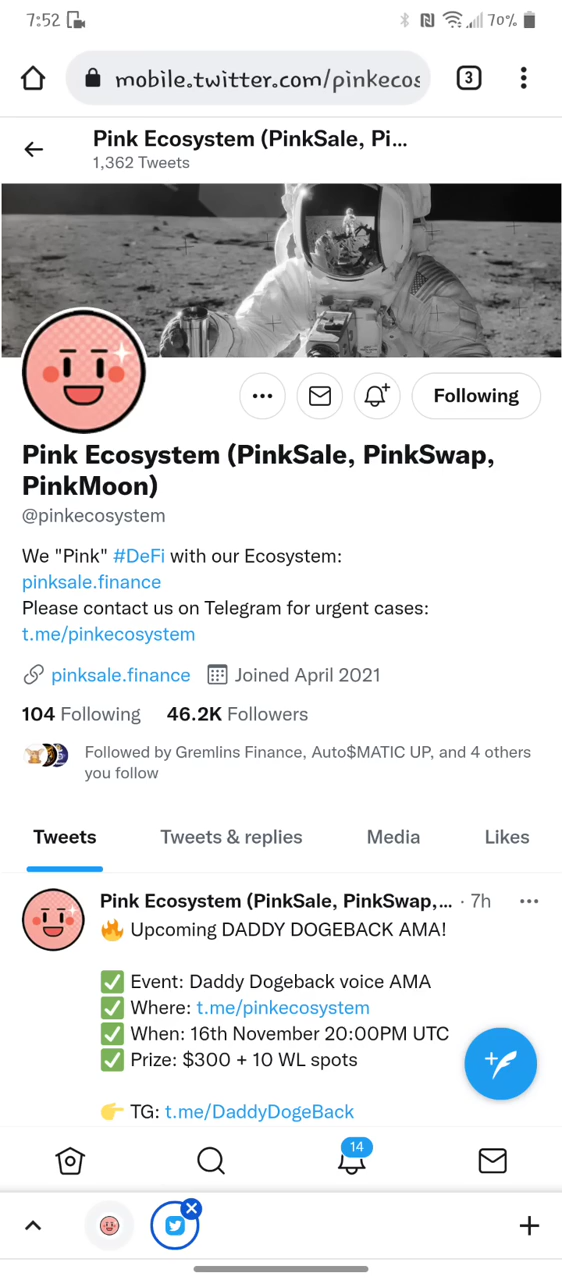 7:52
70%
mobile.twitter.com/pinkecos
3
Pink Ecosystem (PinkSale, Pi...
1,362 Tweets
Following
Pink Ecosystem (PinkSale, PinkSwap,
PinkMoon)
@pinkecosystem
We "Pink" #DeFi with our Ecosystem:
pinksale.finance
Please contact us on Telegram for urgent cases:
t.me/pinkecosystem
pinksale.finance Joined April 2021
104 Following 46.2K Followers
Followed by Gremlins Finance, Auto$MATIC UP, and 4 others
you follow
Tweets Tweets & replies Media Likes
Pink Ecosystem (PinkSale, PinkSwap,... · 7h
🔥 Upcoming DADDY DOGEBACK AMA!
✅ Event: Daddy Dogeback voice AMA
✅ Where: t.me/pinkecosystem
✅ When: 16th November 20:00PM UTC
✅ Prize: $300 + 10 WL spots
👉 TG: t.me/DaddyDogeBack
14